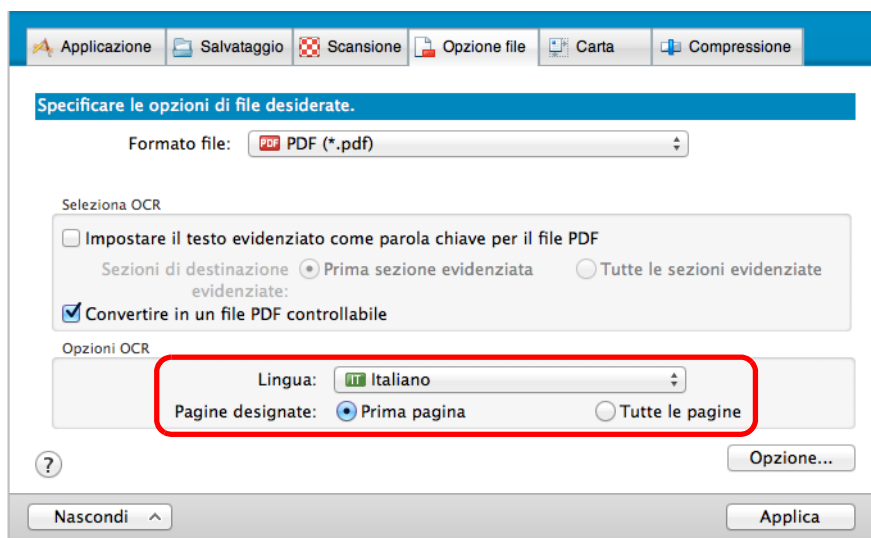 Applicazione Salvataggio Scansione Opzione file Carta Compressione
Specificare le opzioni di file desiderate.
Formato file: PDF PDF (*.pdf)
Seleziona OCR
Impostare il testo evidenziato come parola chiave per il file PDF
Sezioni di destinazione Prima sezione evidenziata Tutte le sezioni evidenziate
evidenziate:
Convertire in un file PDF controllabile
Opzioni OCR
Lingua: IT Italiano
Pagine designate: Prima pagina Tutte le pagine
? Opzione...
Nascondi Applica